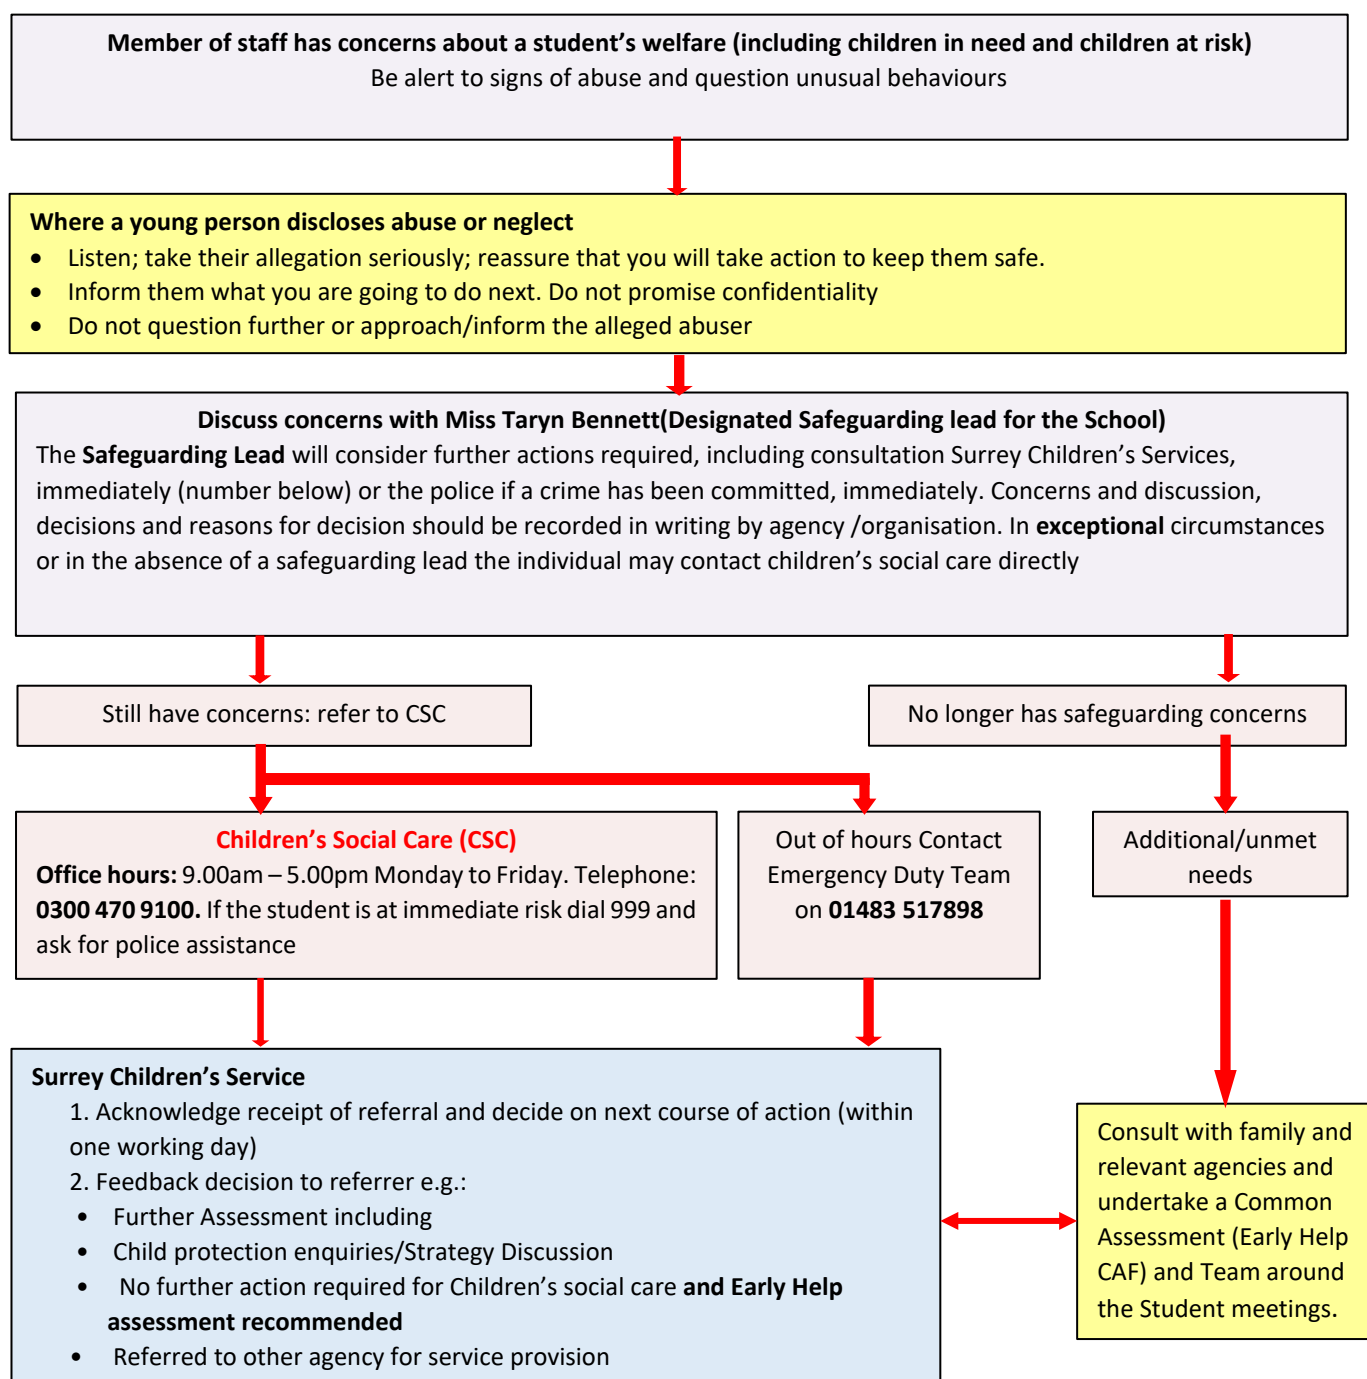 Member of staff has concerns about a student’s welfare (including children in need and children at risk)
Be alert to signs of abuse and question unusual behaviours
Where a young person discloses abuse or neglect
• Listen; take their allegation seriously; reassure that you will take action to keep them safe.
• Inform them what you are going to do next. Do not promise confidentiality
• Do not question further or approach/inform the alleged abuser
Discuss concerns with Miss Taryn Bennett(Designated Safeguarding lead for the School)
The Safeguarding Lead will consider further actions required, including consultation Surrey Children’s Services,
immediately (number below) or the police if a crime has been committed, immediately. Concerns and discussion,
decisions and reasons for decision should be recorded in writing by agency /organisation. In exceptional circumstances
or in the absence of a safeguarding lead the individual may contact children’s social care directly
Still have concerns: refer to CSC
No longer has safeguarding concerns
Children’s Social Care (CSC)
Office hours: 9.00am – 5.00pm Monday to Friday. Telephone:
0300 470 9100. If the student is at immediate risk dial 999 and
ask for police assistance
Out of hours Contact
Emergency Duty Team
on 01483 517898
Additional/unmet
needs
Surrey Children’s Service
1. Acknowledge receipt of referral and decide on next course of action (within
one working day)
2. Feedback decision to referrer e.g.:
• Further Assessment including
• Child protection enquiries/Strategy Discussion
• No further action required for Children’s social care and Early Help
assessment recommended
• Referred to other agency for service provision
Consult with family and
relevant agencies and
undertake a Common
Assessment (Early Help
CAF) and Team around
the Student meetings.